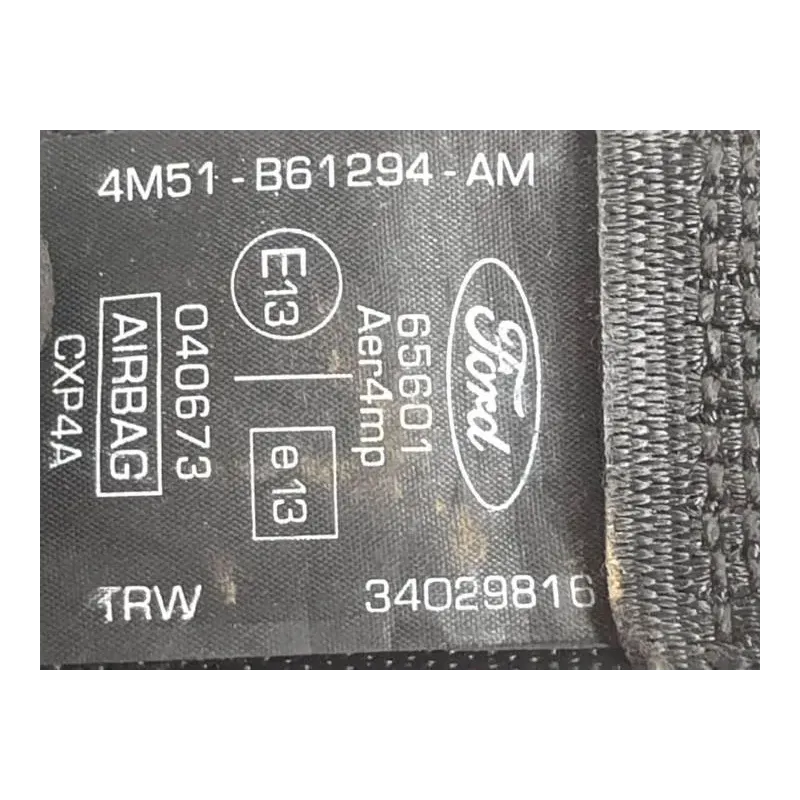 4M51-B61294-AM
Ford
65601
Aer4mp
E13
e13
040673
AIRBAG
CXP4A
TRW
34029816